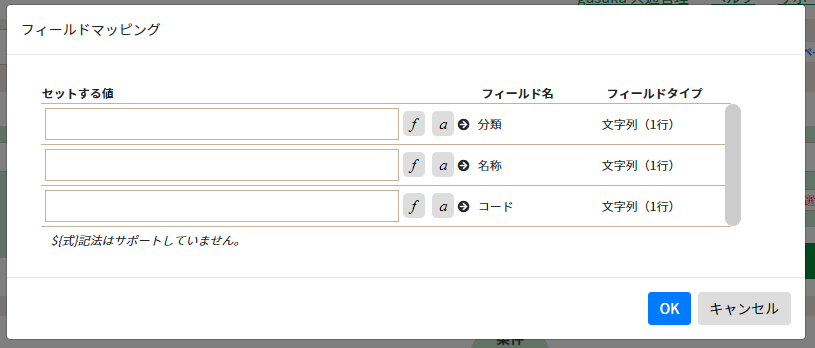 フィールドマッピング
セットする値 フィールド名 フィールドタイプ
f a 分類 文字列（1行）
f a 名称 文字列（1行）
f a コード 文字列（1行）
${式}記法はサポートしていません。
OK キャンセル
条件